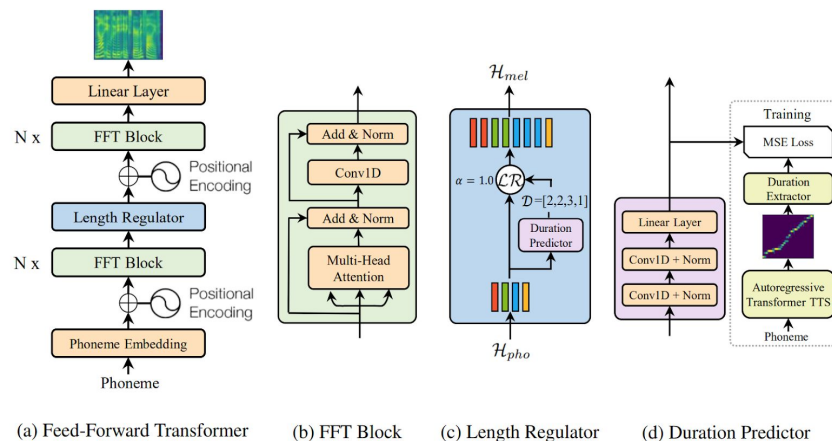 Linear Layer
N x
FFT Block
Positional
Encoding
Length Regulator
N x
FFT Block
Positional
Encoding
Phoneme Embedding
Phoneme
(a) Feed-Forward Transformer
Add & Norm
Conv1D
Add & Norm
Multi-Head
Attention
(b) FFT Block
ℋmel
α = 1.0
ℒℛ
𝒟=[2,2,3,1]
Duration
Predictor
ℋpho
(c) Length Regulator
Training
MSE Loss
Duration
Extractor
Autoregressive
Transformer TTS
Phoneme
Linear Layer
Conv1D + Norm
Conv1D + Norm
(d) Duration Predictor